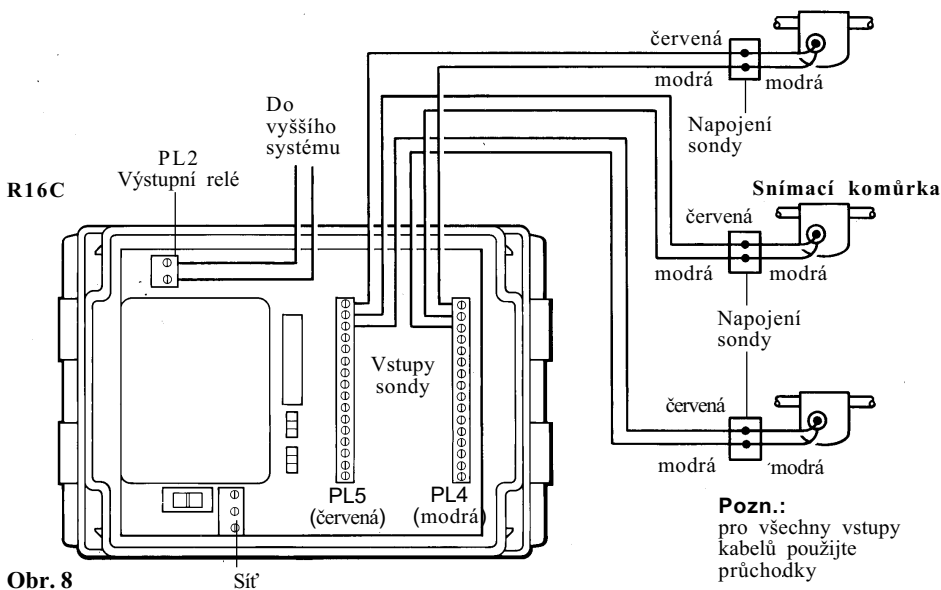 červená
modrá
modrá
Napojení
sondy
Do
vyššího
systému
PL2
Výstupní relé
R16C
Snímací komůrka
červená
modrá
modrá
Napojení
sondy
Vstupy
sondy
červená
modrá
modrá
PL5
(červená)
PL4
(modrá)
Pozn.:
pro všechny vstupy
kabelů použijte
průchodky
Obr. 8
Síť